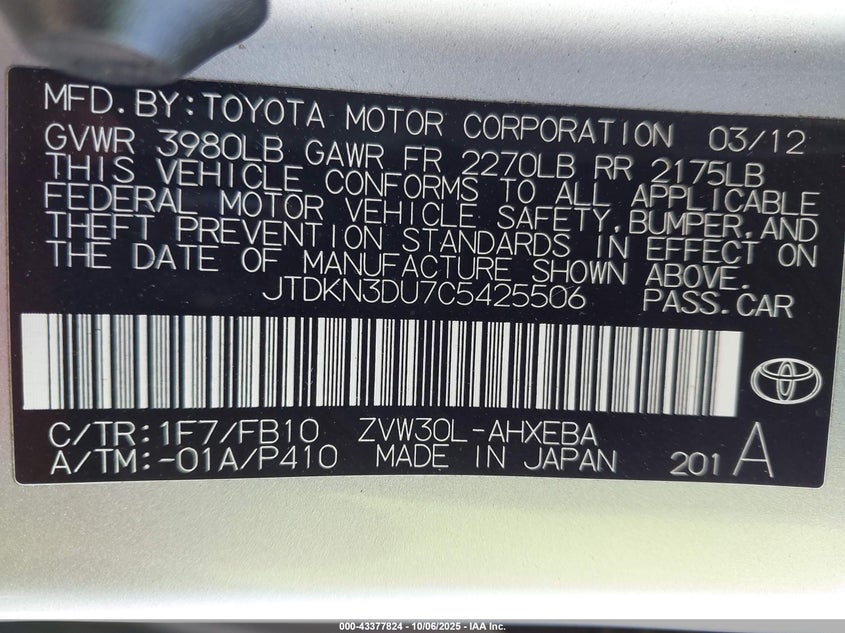 MFD.BY:TOYOTA MOTOR CORPORATION 03/12
GVWR 3980LB GAWR FR 2270LB RR 2175LB
THIS VEHICLE CONFORMS TO ALL APPLICABLE
FEDERAL MOTOR VEHICLE SAFETY,BUMPER,AND
THEFT PREVENTION STANDARDS IN EFFECT ON
THE DATE OF MANUFACTURE SHOWN ABOVE.
JTDKN3DU7C5425506 PASS.CAR
C/TR:1F7/FB10 ZVW30L-AHXEBA
A/TM:-01A/P410 MADE IN JAPAN 201A
000-43377824 | 10/06/2025 - IAA Inc.